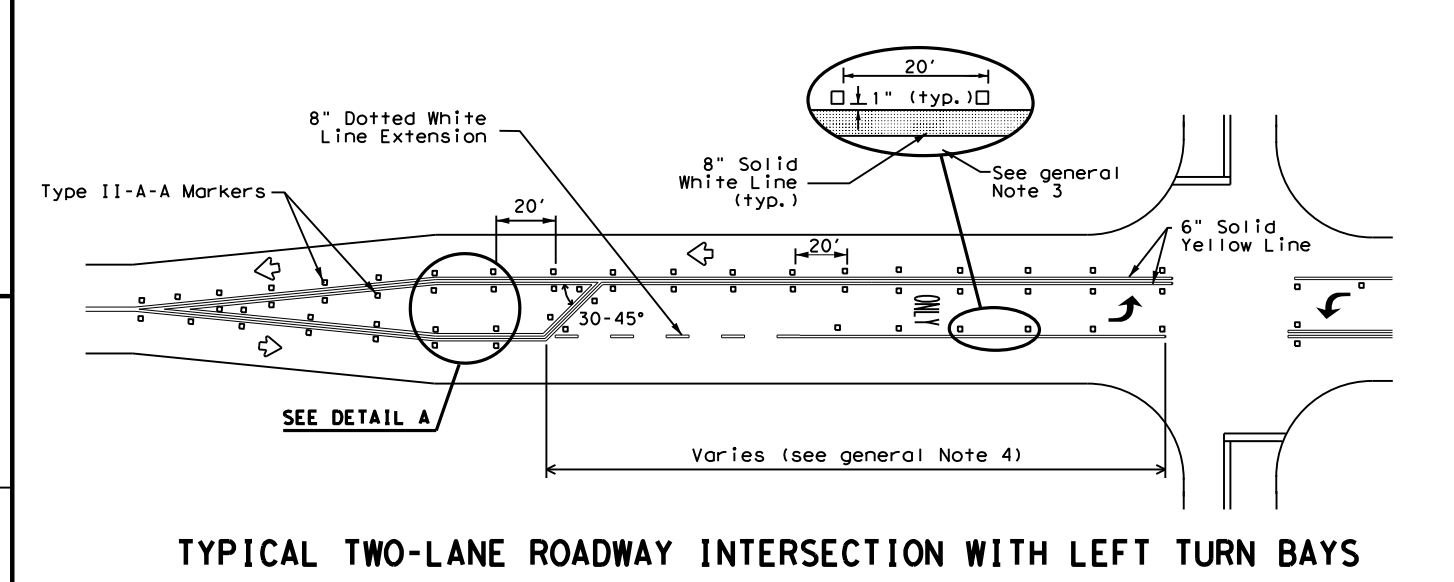 20'
1" (typ.)
8" Dotted White
Line Extension
8" Solid
White Line
(typ.)
See general
Note 3
Type II-A-A Markers
20'
6" Solid
Yellow Line
20'
30-45°
ONLY
SEE DETAIL A
Varies (see general Note 4)
TYPICAL TWO-LANE ROADWAY INTERSECTION WITH LEFT TURN BAYS